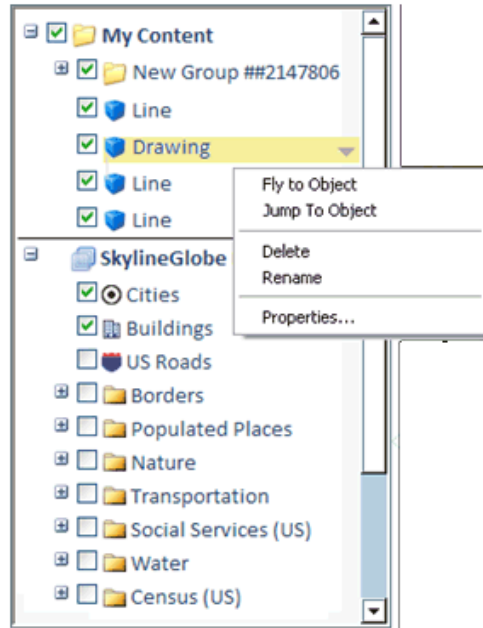 My Content
New Group ##2147806
Line
Drawing
Line
Line
Fly to Object
Jump To Object
Delete
Rename
Properties...
SkylineGlobe
Cities
Buildings
US Roads
Borders
Populated Places
Nature
Transportation
Social Services (US)
Water
Census (US)